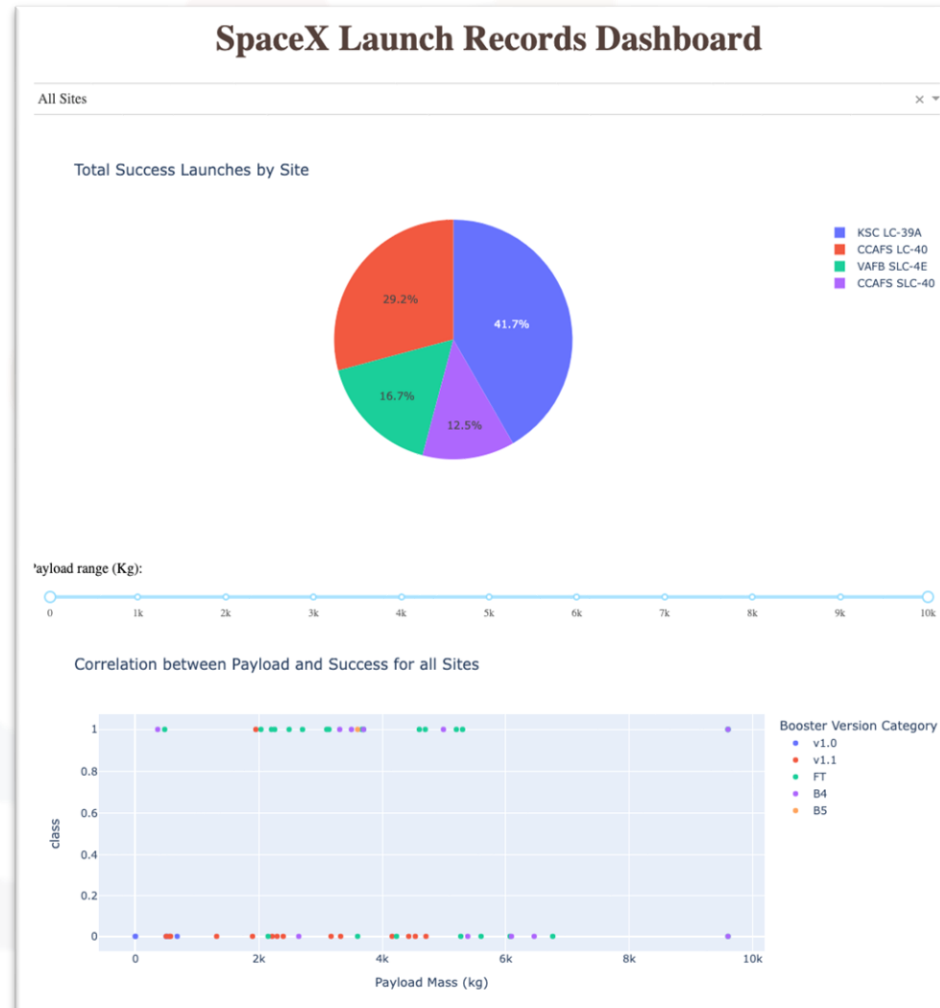 SpaceX Launch Records Dashboard
All Sites
Total Success Launches by Site
KSC LC-39A
CCAFS LC-40
VAFB SLC-4E
CCAFS SLC-40
29.2%
41.7%
16.7%
12.5%
ayload range (Kg):
0 1k 2k 3k 4k 5k 6k 7k 8k 9k 10k
Correlation between Payload and Success for all Sites
Booster Version Category
v1.0
v1.1
FT
B4
B5
class
1
0.8
0.6
0.4
0.2
0
0 2k 4k 6k 8k 10k
Payload Mass (kg)